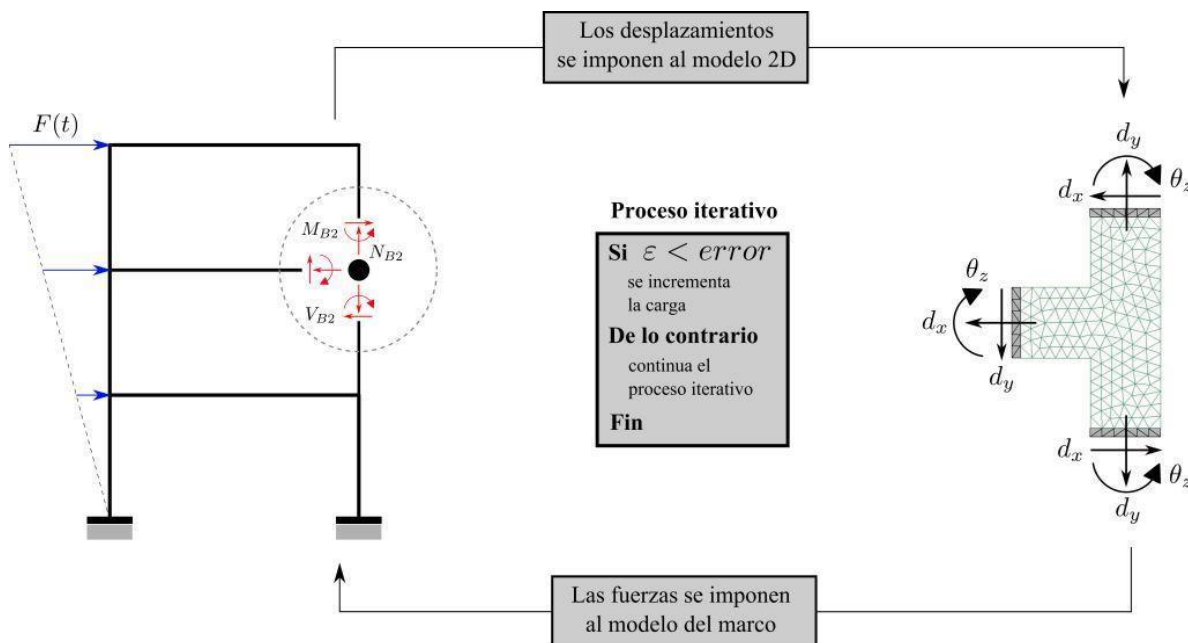 Los desplazamientos
se imponen al modelo 2D
F(t)
M_{B2}
N_{B2}
V_{B2}
Proceso iterativo
Si ε < error
se incrementa
la carga
De lo contrario
continua el
proceso iterativo
Fin
d_y
d_x
θ_z
θ_z
d_x
d_y
d_x
θ_z
d_y
Las fuerzas se imponen
al modelo del marco